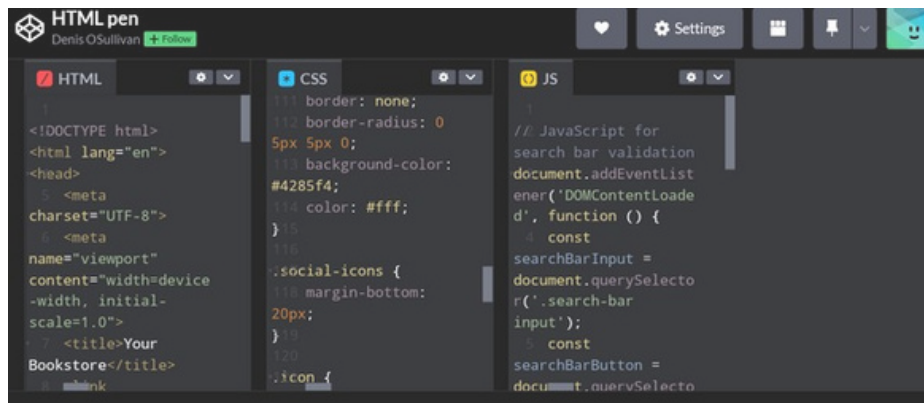 HTML pen
Denis OSullivan + Follow
Settings
HTML
1
<!DOCTYPE html>
<html lang="en">
<head>
5 <meta
charset="UTF-8">
6 <meta
name="viewport"
content="width=device
-width, initial-
scale=1.0">
7 <title>Your
Bookstore</title>
8
CSS
111 border: none;
112 border-radius: 0
5px 5px 0;
113 background-color:
#4285f4;
114 color: #fff;
}115
116
.social-icons {
118 margin-bottom:
20px;
}119
120
.icon {
JS
1
// JavaScript for
search bar validation
document.addEventList
ener('DOMContentLoade
d', function () {
4 const
searchBarInput =
document.querySelecto
r('.search-bar
input');
5 const
searchBarButton =